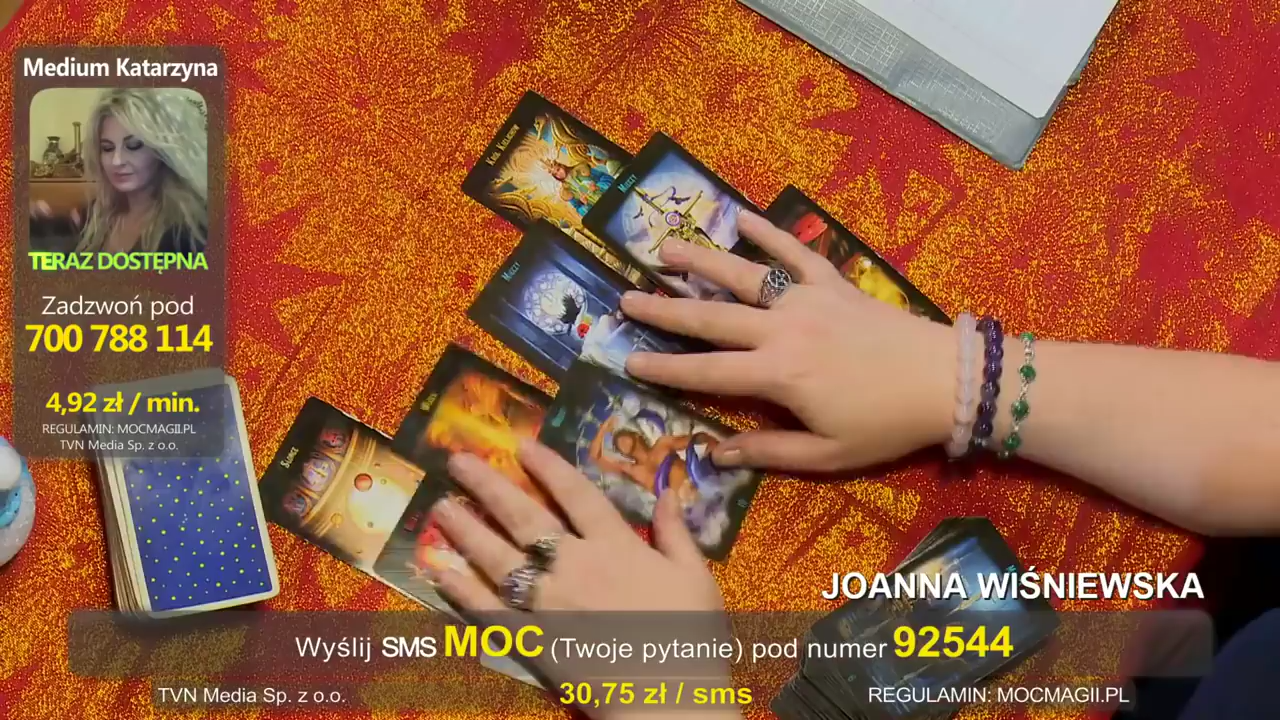 Medium Katarzyna
TERAZ DOSTĘPNA
Zadzwoń pod
700 788 114
4,92 zł / min.
REGULAMIN: MOCMAGII.PL
TVN Media Sp. z o.o.
SŁOŃCE
JOANNA WIŚNIEWSKA
Wyślij SMS MOC (Twoje pytanie) pod numer 92544
TVN Media Sp. z o.o.
30,75 zł / sms
REGULAMIN: MOCMAGII.PL